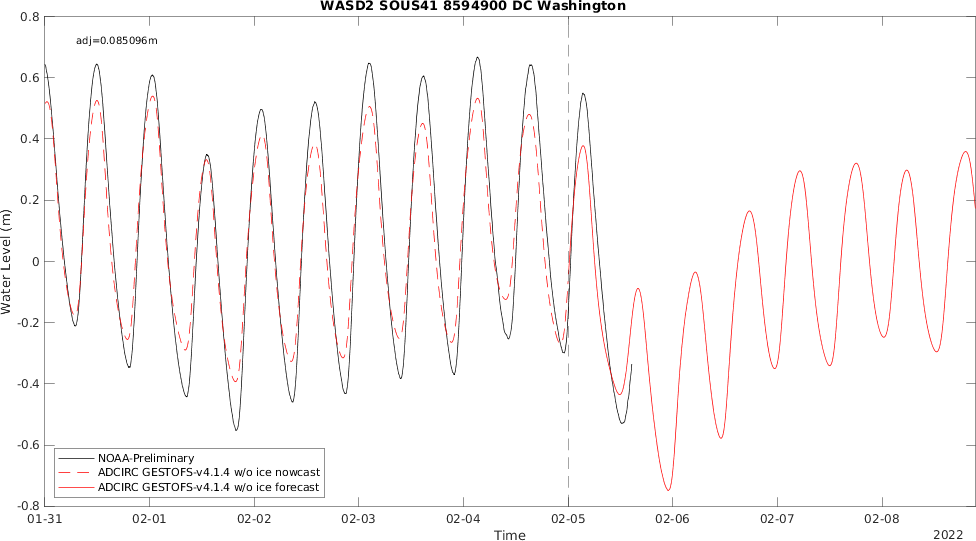 WASD2 SOUS41 8594900 DC Washington
adj=0.085096m
0.8
0.6
0.4
0.2
0
-0.2
-0.4
-0.6
-0.8
Water Level (m)
NOAA-Preliminary
ADCIRC GESTOFS-v4.1.4 w/o ice nowcast
ADCIRC GESTOFS-v4.1.4 w/o ice forecast
01-31 02-01 02-02 02-03 02-04 02-05 02-06 02-07 02-08
Time
2022